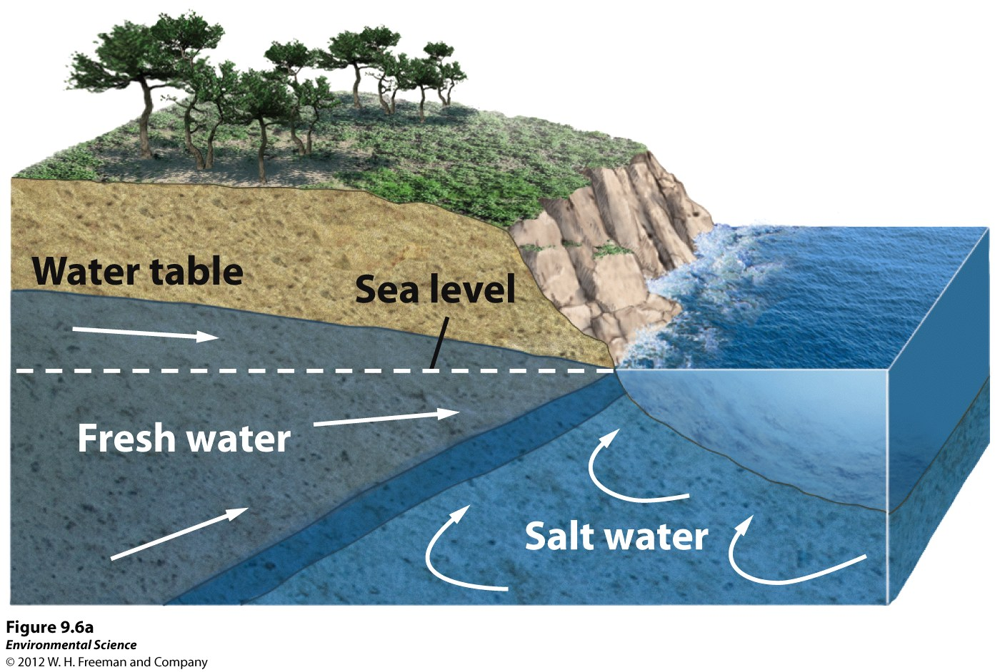 Water table
Sea level
Fresh water
Salt water
Figure 9.6a
Environmental Science
© 2012 W. H. Freeman and Company